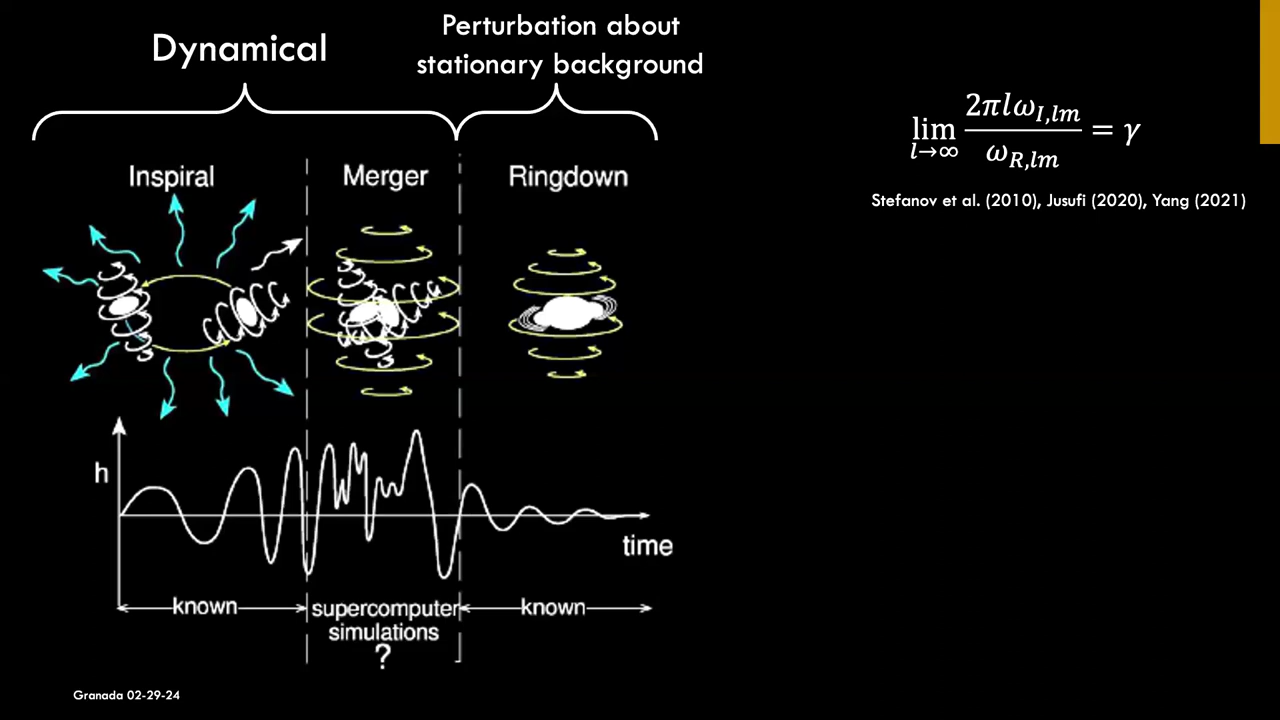 Dynamical
Perturbation about
stationary background
Inspiral
Merger
Ringdown
h
time
known
supercomputer
simulations
?
known
lim l→∞ 2πlω_{I,lm} / ω_{R,lm} = γ
Stefanov et al. (2010), Jusufi (2020), Yang (2021)
Granada 02-29-24